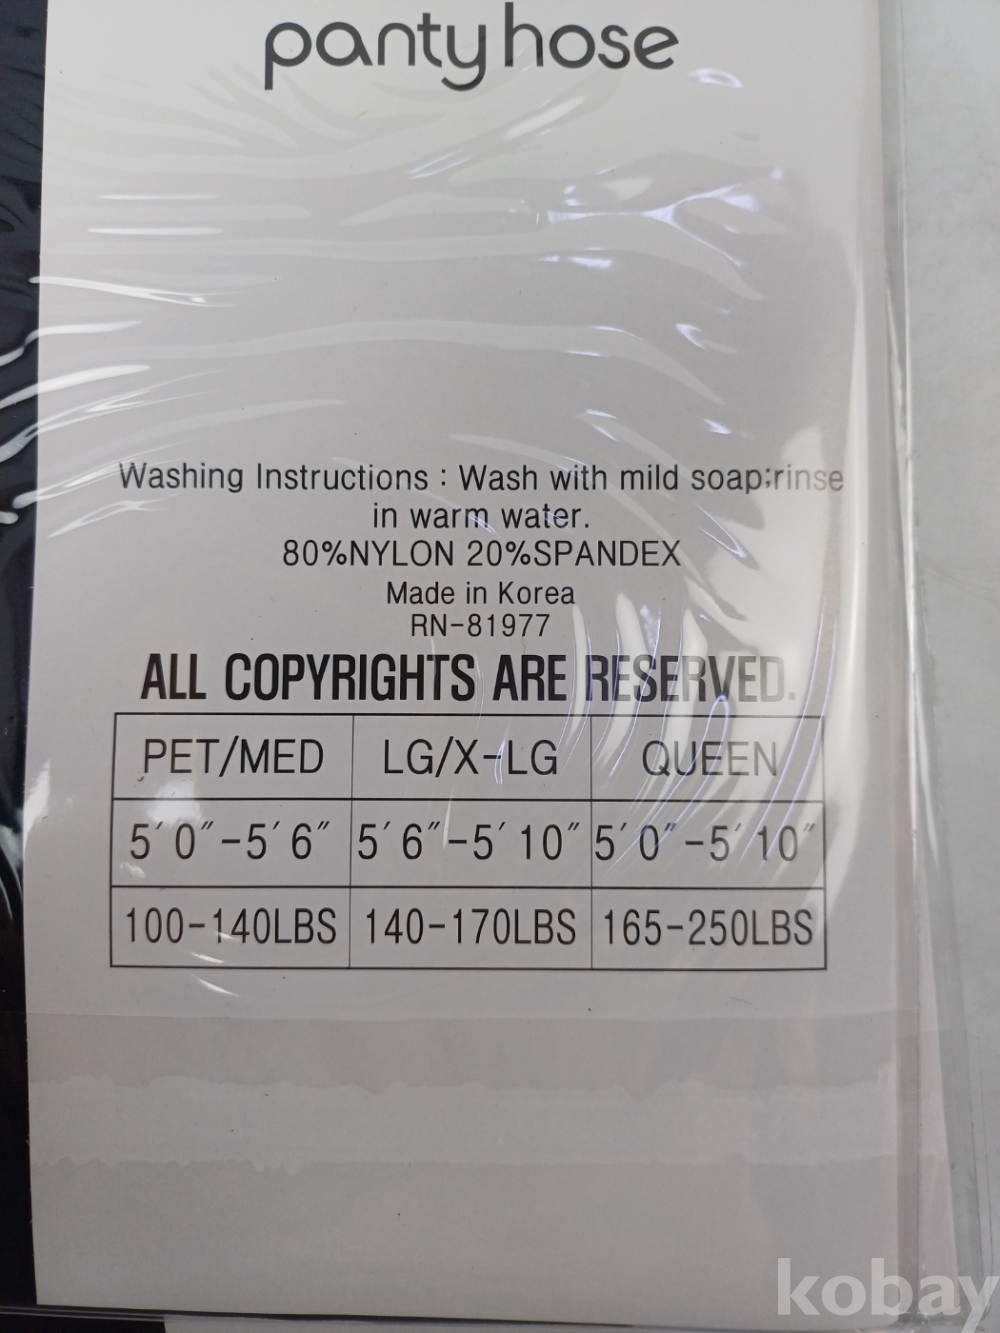 panty hose
Washing Instructions : Wash with mild soap;rinse
in warm water.
80%NYLON 20%SPANDEX
Made in Korea
RN-81977
ALL COPYRIGHTS ARE RESERVED.
PET/MED LG/X-LG QUEEN
5´0˝-5´6˝ 5´6˝-5´10˝ 5´0˝-5´10˝
100-140LBS 140-170LBS 165-250LBS
kobay